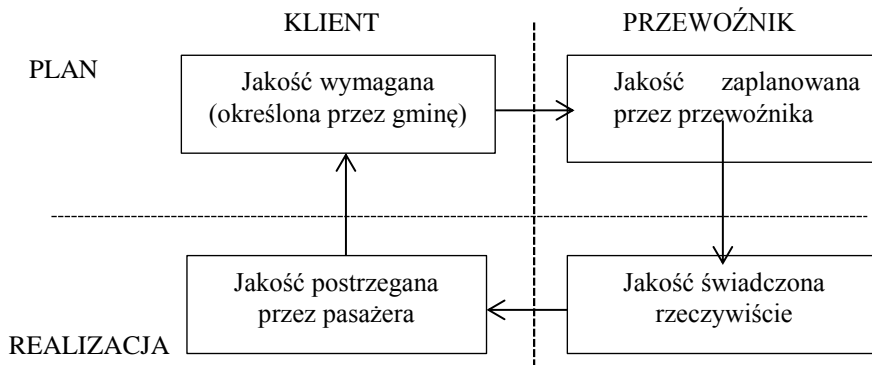 KLIENT
PRZEWOŹNIK
PLAN
Jakość wymagana
(określona przez gminę)
Jakość zaplanowana
przez przewoźnika
Jakość postrzegana
przez pasażera
Jakość świadczona
rzeczywiście
REALIZACJA